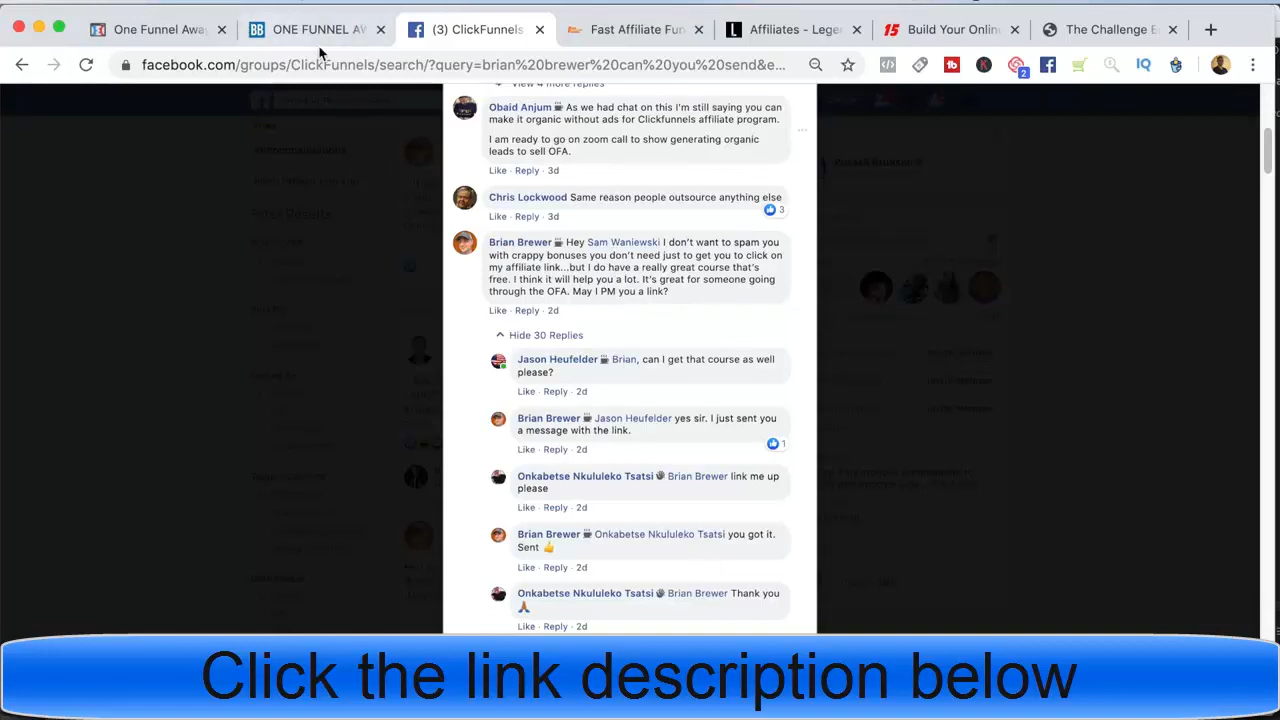 One Funnel Away
ONE FUNNEL AW
(3) ClickFunnels
Fast Affiliate Fun
Affiliates - Leger
Build Your Onlin
The Challenge E
facebook.com/groups/ClickFunnels/search/?query=brian%20brewer%20can%20you%20send&e...
2
View 4 more replies
Obaid Anjum As we had chat on this I'm still saying you can
make it organic without ads for Clickfunnels affiliate program.
I am ready to go on zoom call to show generating organic
leads to sell OFA.
Like · Reply · 3d
Chris Lockwood Same reason people outsource anything else
3
Like · Reply · 3d
Brian Brewer Hey Sam Waniewski I don't want to spam you
with crappy bonuses you don't need just to get you to click on
my affiliate link...but I do have a really great course that's
free. I think it will help you a lot. It's great for someone going
through the OFA. May I PM you a link?
Like · Reply · 2d
Hide 30 Replies
Jason Heufelder Brian, can I get that course as well
please?
Like · Reply · 2d
Brian Brewer Jason Heufelder yes sir. I just sent you
a message with the link.
1
Like · Reply · 2d
Onkabetse Nkululeko Tsatsi Brian Brewer link me up
please
Like · Reply · 2d
Brian Brewer Onkabetse Nkululeko Tsatsi you got it.
Sent 👍
Like · Reply · 2d
Onkabetse Nkululeko Tsatsi Brian Brewer Thank you
🙏
Like · Reply · 2d
Click the link description below